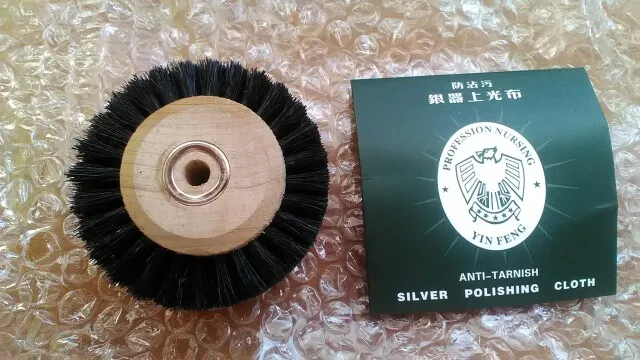 防沾污
銀器上光布
PROFESSION NURSING
YIN FENG
ANTI-TARNISH
SILVER POLISHING CLOTH